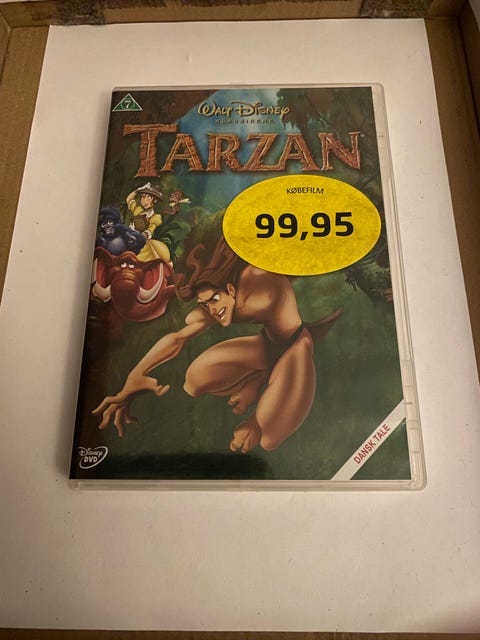 7
WALT DISNEY
KLASSIKERE
TARZAN
KØBEFILM
99,95
DISNEY
DVD
DANSK TALE